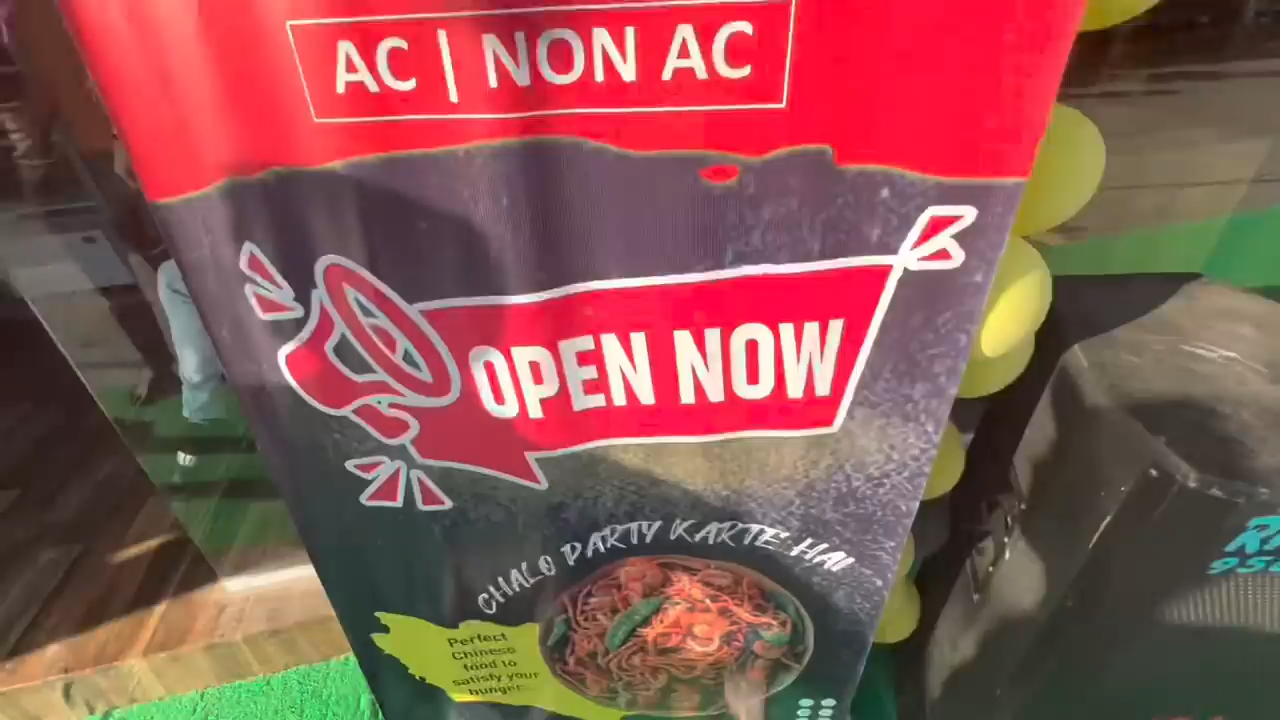 AC | NON AC
OPEN NOW
CHALO PARTY KARTE HAI
Perfect
Chinese
food to
satisfy your
hunger...